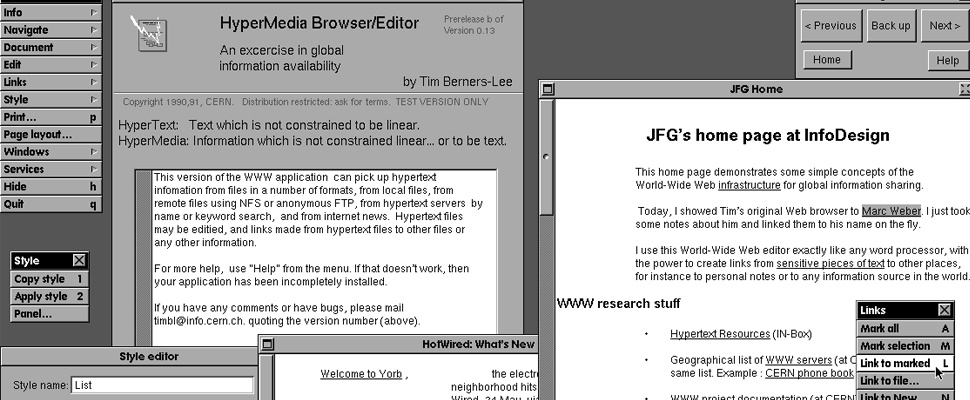 Info
Navigate
Document
Edit
Links
Style
Print... p
Page layout...
Windows
Services
Hide h
Quit q
Style
Copy style 1
Apply style 2
Panel...
HyperMedia Browser/Editor
An excercise in global
information availability
Prerelease b of
Version 0.13
by Tim Berners-Lee
Copyright 1990,91, CERN. Distribution restricted: ask for terms. TEST VERSION ONLY
HyperText: Text which is not constrained to be linear.
HyperMedia: Information which is not constrained linear... or to be text.
This version of the WWW application can pick up hypertext
infomation from files in a number of formats, from local files, from
remote files using NFS or anonymous FTP, from hypertext servers by
name or keyword search, and from internet news. Hypertext files
may be editied, and links made from hypertext files to other files or
any other information.
For more help, use "Help" from the menu. If that doesn't work, then
your application has been incompletely installed.
If you have any comments or have bugs, please mail
timbl@info.cern.ch. quoting the version number (above).
Style editor
Style name: List
HotWired: What's New
Welcome to Yorb ,
the electro
neighborhood hits
Wired, 24 May,
< Previous
Back up
Next >
Home
Help
JFG Home
JFG's home page at InfoDesign
This home page demonstrates some simple concepts of the
World-Wide Web infrastructure for global information sharing.
Today, I showed Tim's original Web browser to Marc Weber. I just took
some notes about him and linked them to his name on the fly.
I use this World-Wide Web editor exactly like any word processor, with
the power to create links from sensitive pieces of text to other places,
for instance to personal notes or to any information source in the world.
WWW research stuff
• Hypertext Resources (IN-Box)
• Geographical list of WWW servers (at C
same list. Example : CERN phone book
• WWW project documentation (at CERN
Links
Mark all A
Mark selection M
Link to marked L
Link to file...
Link to New N